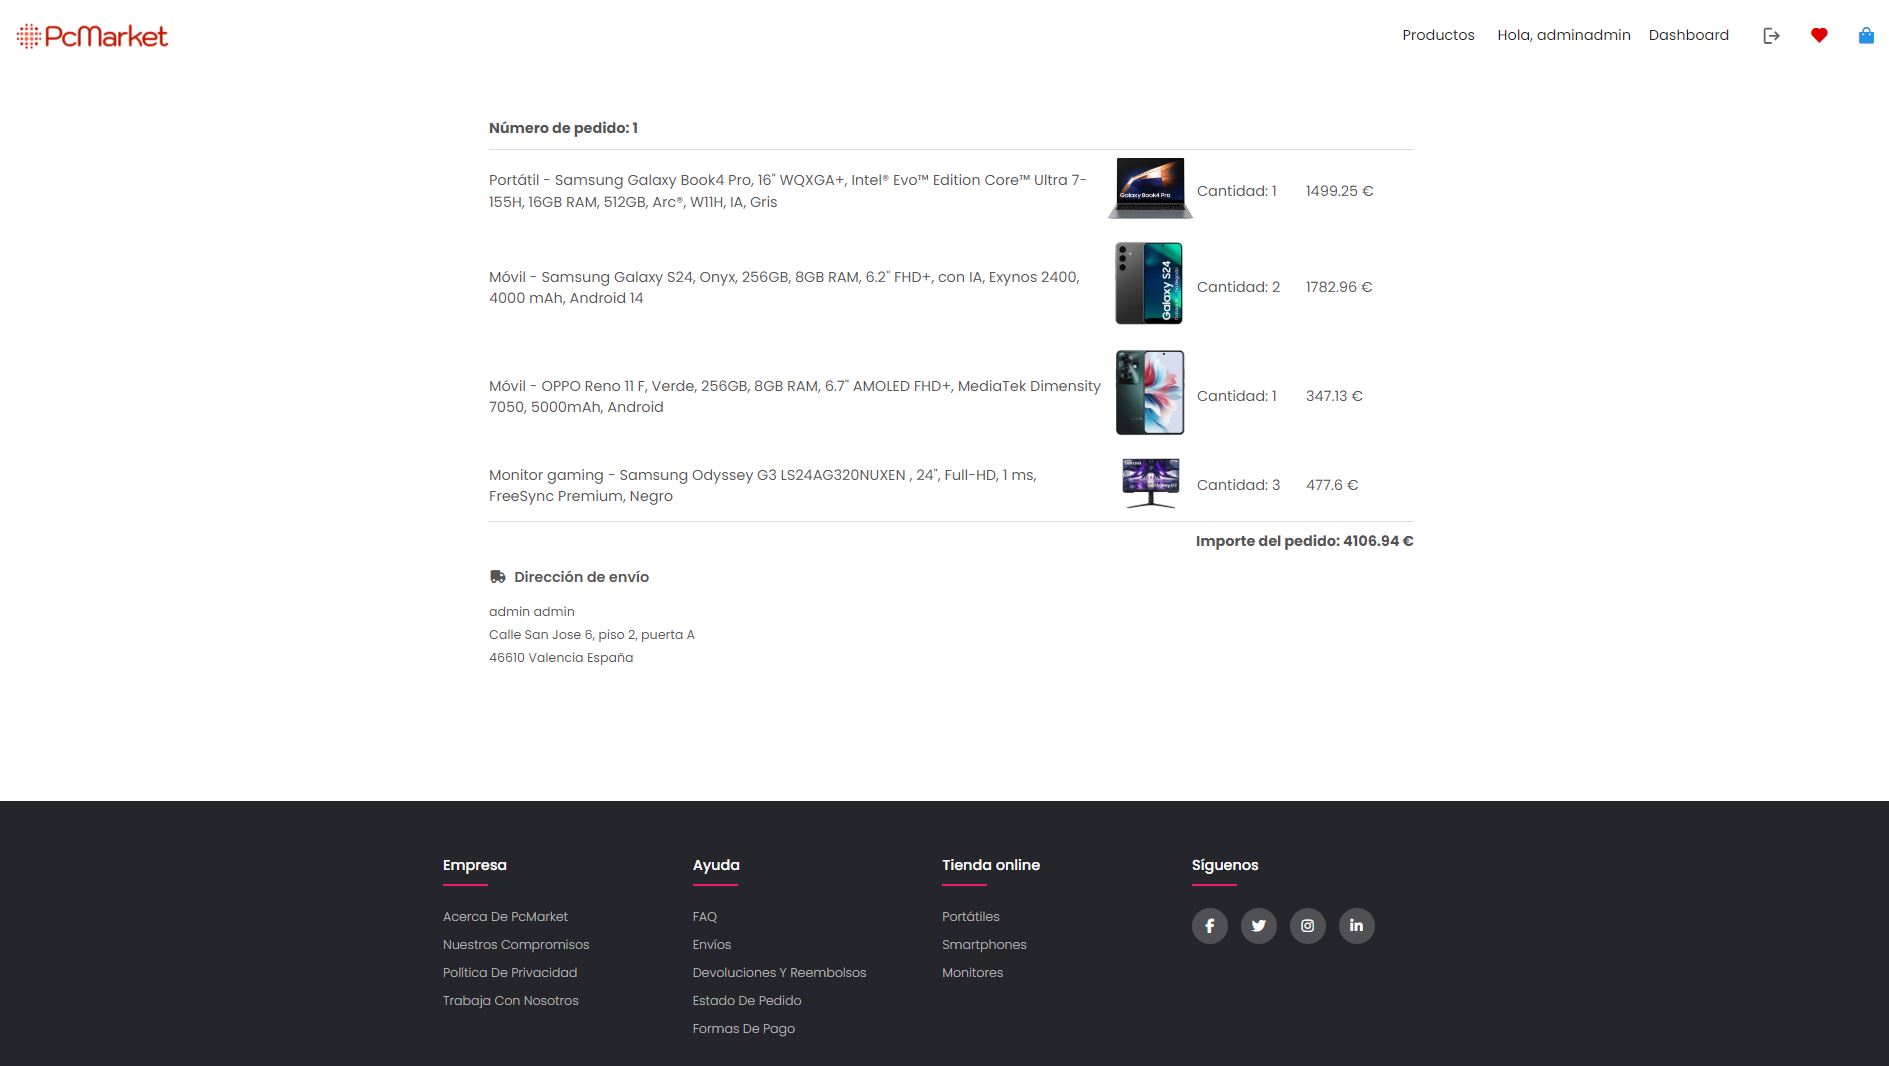 PcMarket
Productos
Hola, adminadmin
Dashboard
Número de pedido: 1
Portátil - Samsung Galaxy Book4 Pro, 16" WQXGA+, Intel® Evo™ Edition Core™ Ultra 7-
155H, 16GB RAM, 512GB, Arc®, W11H, IA, Gris
Galaxy Book4 Pro
Cantidad: 1
1499.25 €
Móvil - Samsung Galaxy S24, Onyx, 256GB, 8GB RAM, 6.2" FHD+, con IA, Exynos 2400,
4000 mAh, Android 14
Galaxy S24
Cantidad: 2
1782.96 €
Móvil - OPPO Reno 11 F, Verde, 256GB, 8GB RAM, 6.7" AMOLED FHD+, MediaTek Dimensity
7050, 5000mAh, Android
Cantidad: 1
347.13 €
Monitor gaming - Samsung Odyssey G3 LS24AG320NUXEN , 24", Full-HD, 1 ms,
FreeSync Premium, Negro
Cantidad: 3
477.6 €
Importe del pedido: 4106.94 €
Dirección de envío
admin admin
Calle San Jose 6, piso 2, puerta A
46610 Valencia España
Empresa
Acerca De PcMarket
Nuestros Compromisos
Política De Privacidad
Trabaja Con Nosotros
Ayuda
FAQ
Envíos
Devoluciones Y Reembolsos
Estado De Pedido
Formas De Pago
Tienda online
Portátiles
Smartphones
Monitores
Síguenos